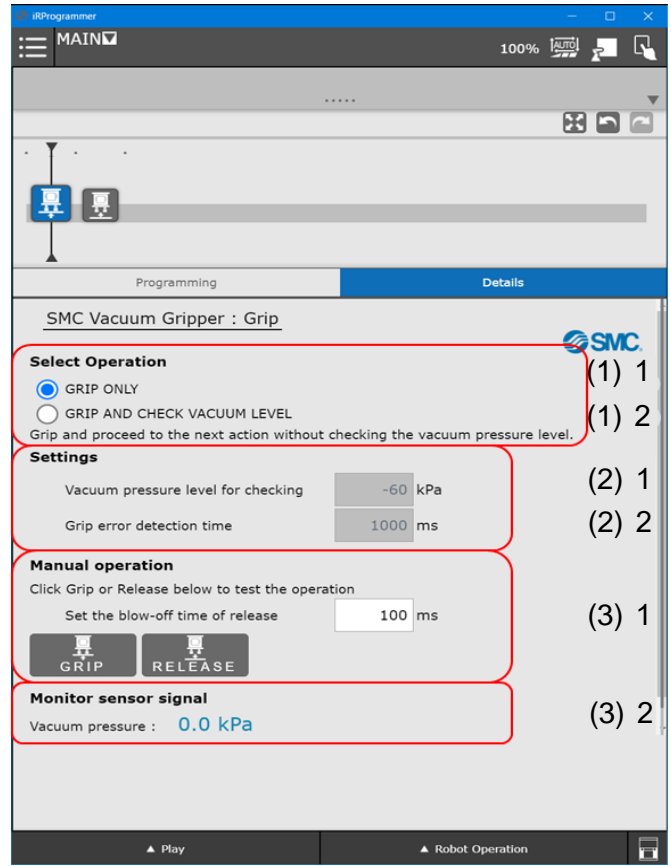 iRProgrammer
MAIN
100% AUTO
Programming Details
SMC Vacuum Gripper : Grip
SMC.
Select Operation
GRIP ONLY (1) 1
GRIP AND CHECK VACUUM LEVEL (1) 2
Grip and proceed to the next action without checking the vacuum pressure level.
Settings
Vacuum pressure level for checking -60 kPa (2) 1
Grip error detection time 1000 ms (2) 2
Manual operation
Click Grip or Release below to test the operation
Set the blow-off time of release 100 ms (3) 1
GRIP RELEASE
Monitor sensor signal
Vacuum pressure : 0.0 kPa (3) 2
▲ Play ▲ Robot Operation